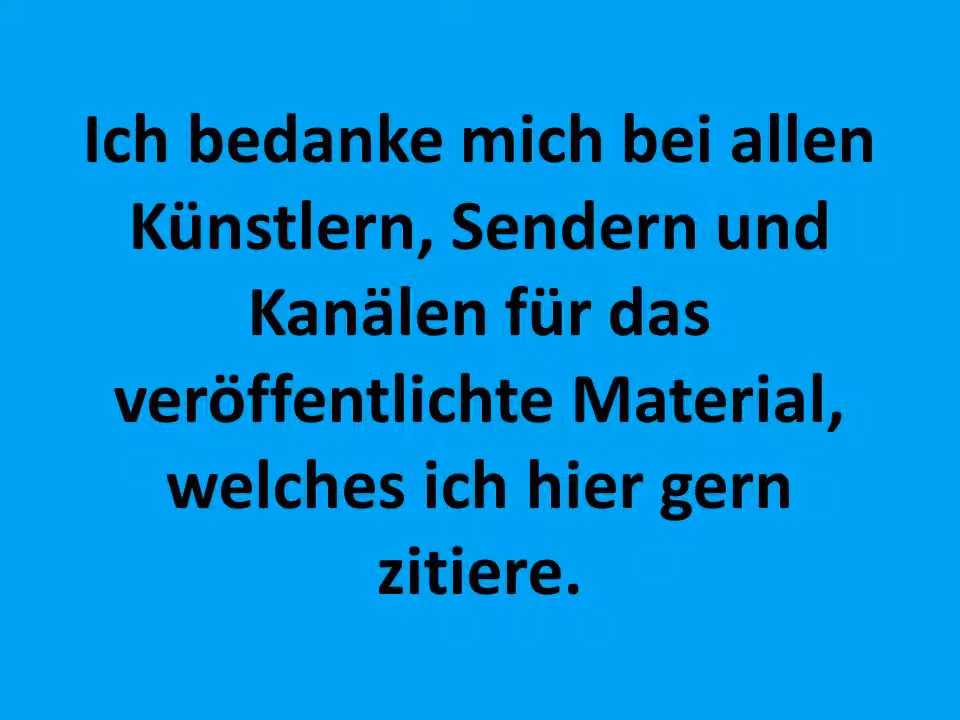 Ich bedanke mich bei allen
Künstlern, Sendern und
Kanälen für das
veröffentlichte Material,
welches ich hier gern
zitiere.